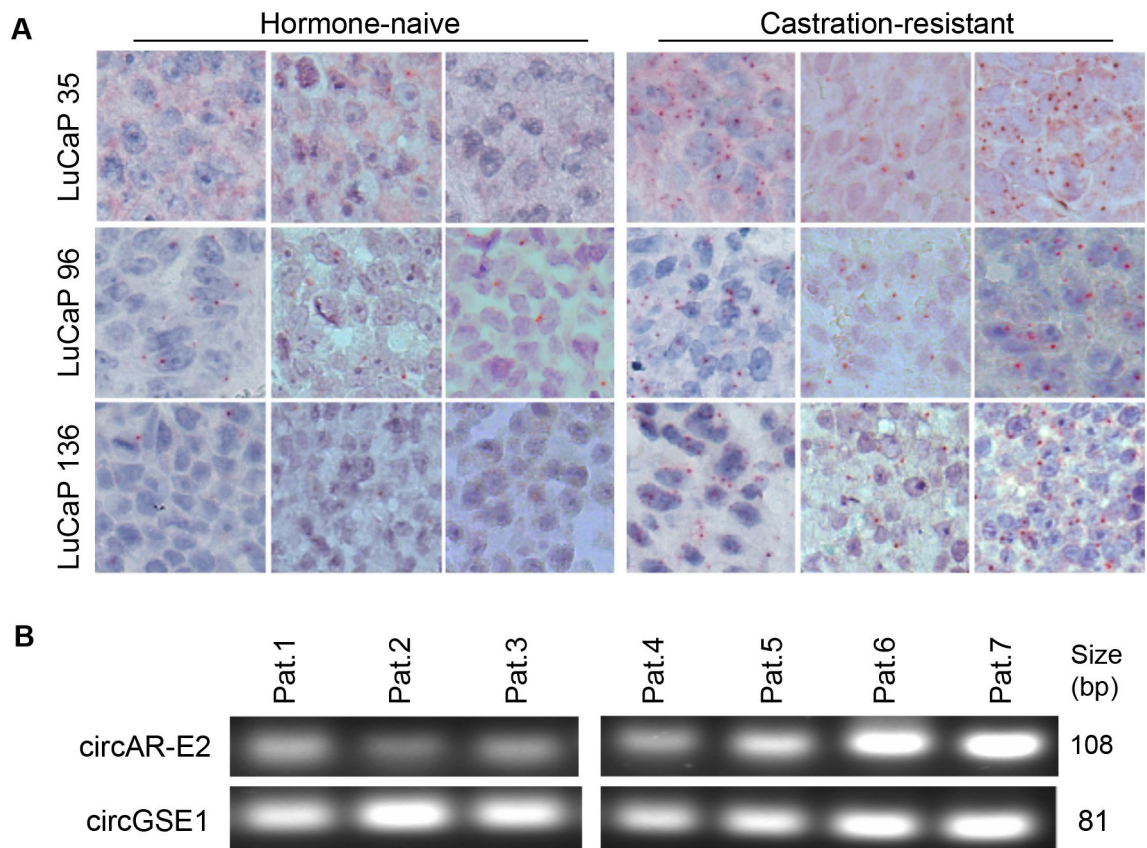 A
Hormone-naive
Castration-resistant
LuCaP 35
LuCaP 96
LuCaP 136
B
Pat.1
Pat.2
Pat.3
Pat.4
Pat.5
Pat.6
Pat.7
Size
(bp)
circAR-E2
108
circGSE1
81